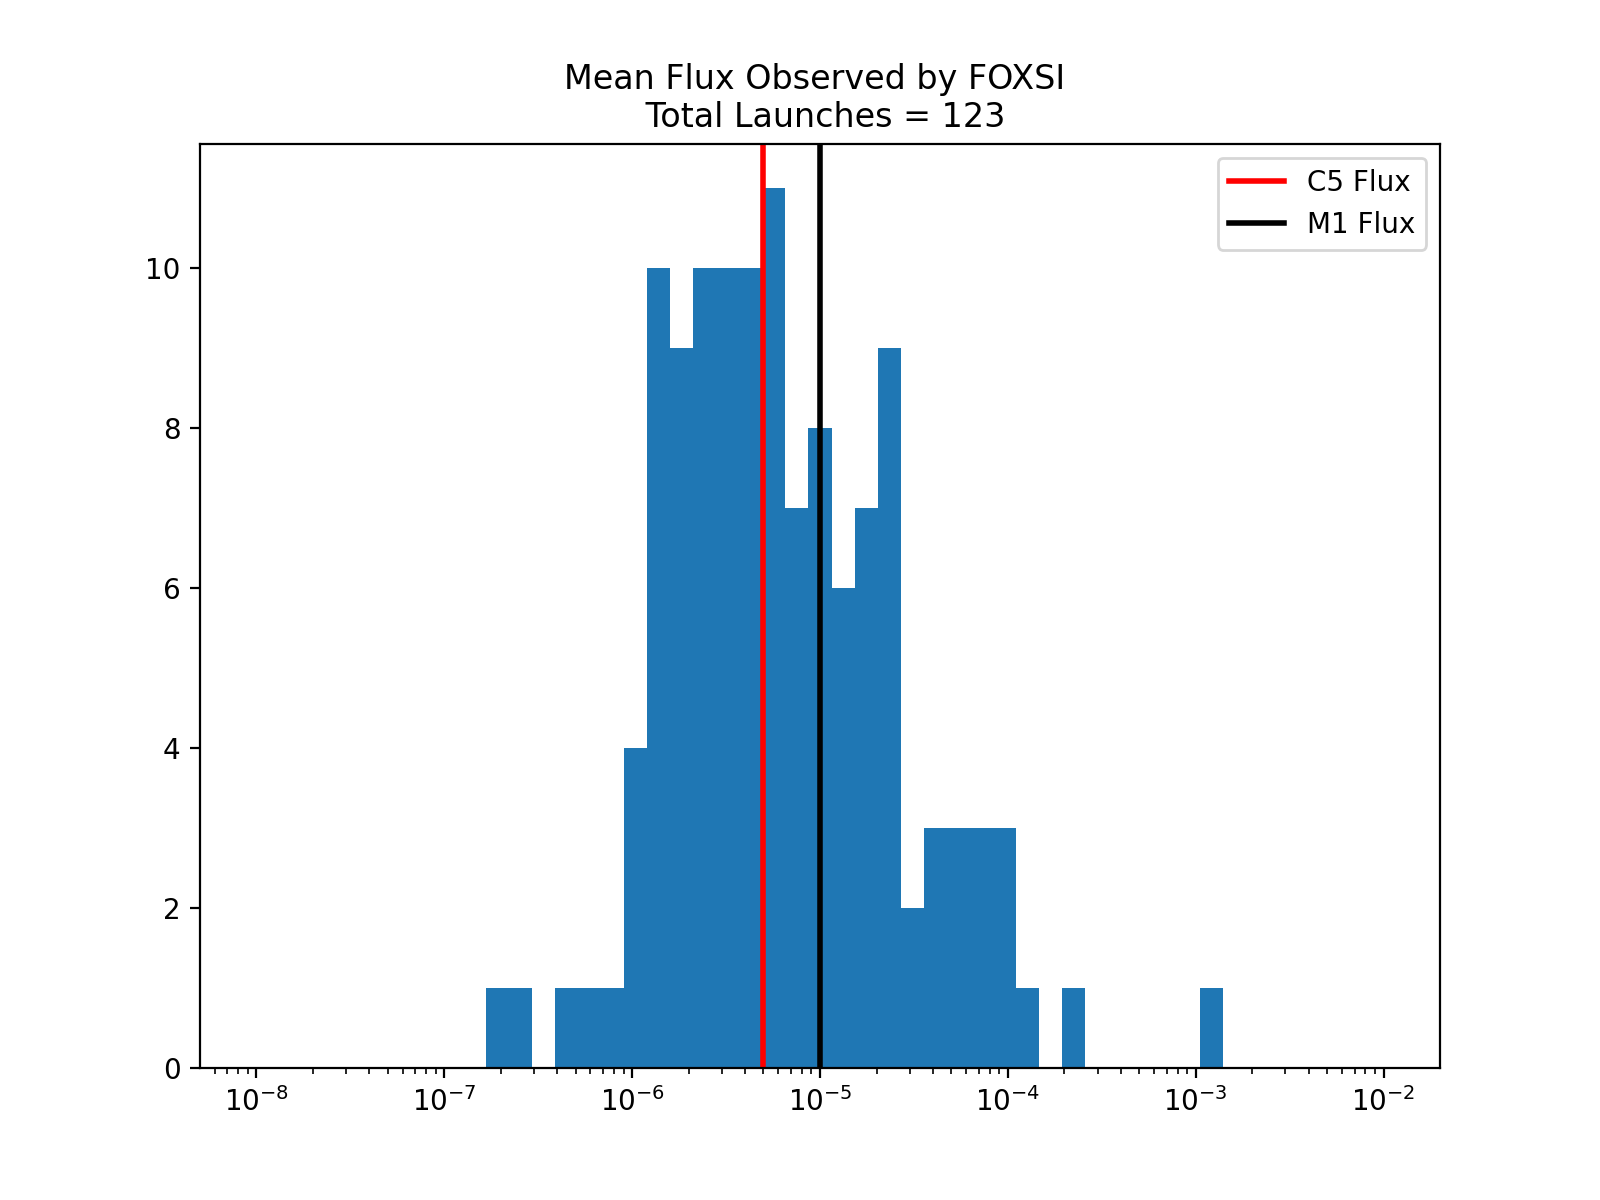 Mean Flux Observed by FOXSI
Total Launches = 123
C5 Flux
M1 Flux
10
8
6
4
2
0
10⁻⁸ 10⁻⁷ 10⁻⁶ 10⁻⁵ 10⁻⁴ 10⁻³ 10⁻²